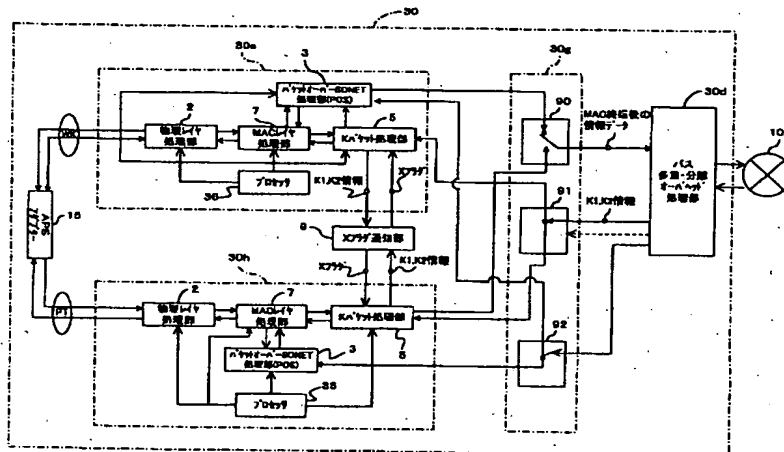 30
30a
30g
3
パケットオーバーSONET
処理部(POS)
2
物理レイヤ
処理部
7
MACレイヤ
処理部
5
Kパケット処理部
WK
プロセッサ
36
K1,K2情報
Xフラグ
9
Xフラグ通知部
Xフラグ
K1,K2情報
APS
15
30h
PT
2
物理レイヤ
処理部
7
MACレイヤ
処理部
Kパケット処理部
5
パケットオーバーSONET
処理部(POS)
3
プロセッサ
35
90
MAC終端後の
情報データ
91
K1,K2情報
92
30d
パス
多重・分離
オーバヘッド
処理部
10